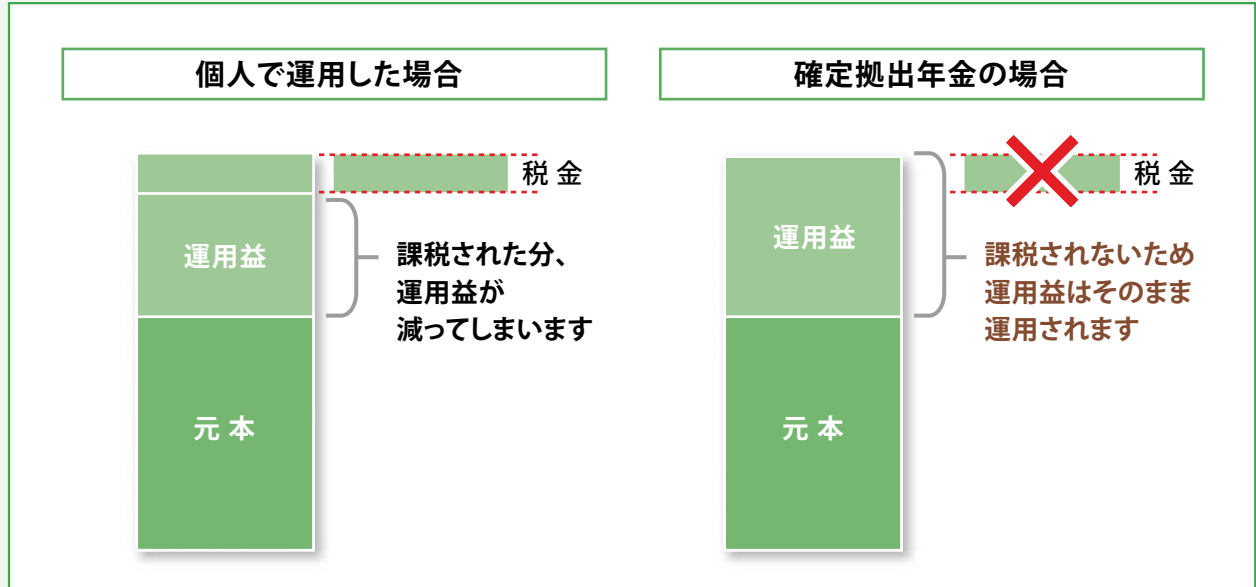 個人で運用した場合
税金
運用益
課税された分、
運用益が
減ってしまいます
元本
確定拠出年金の場合
税金
運用益
課税されないため
運用益はそのまま
運用されます
元本